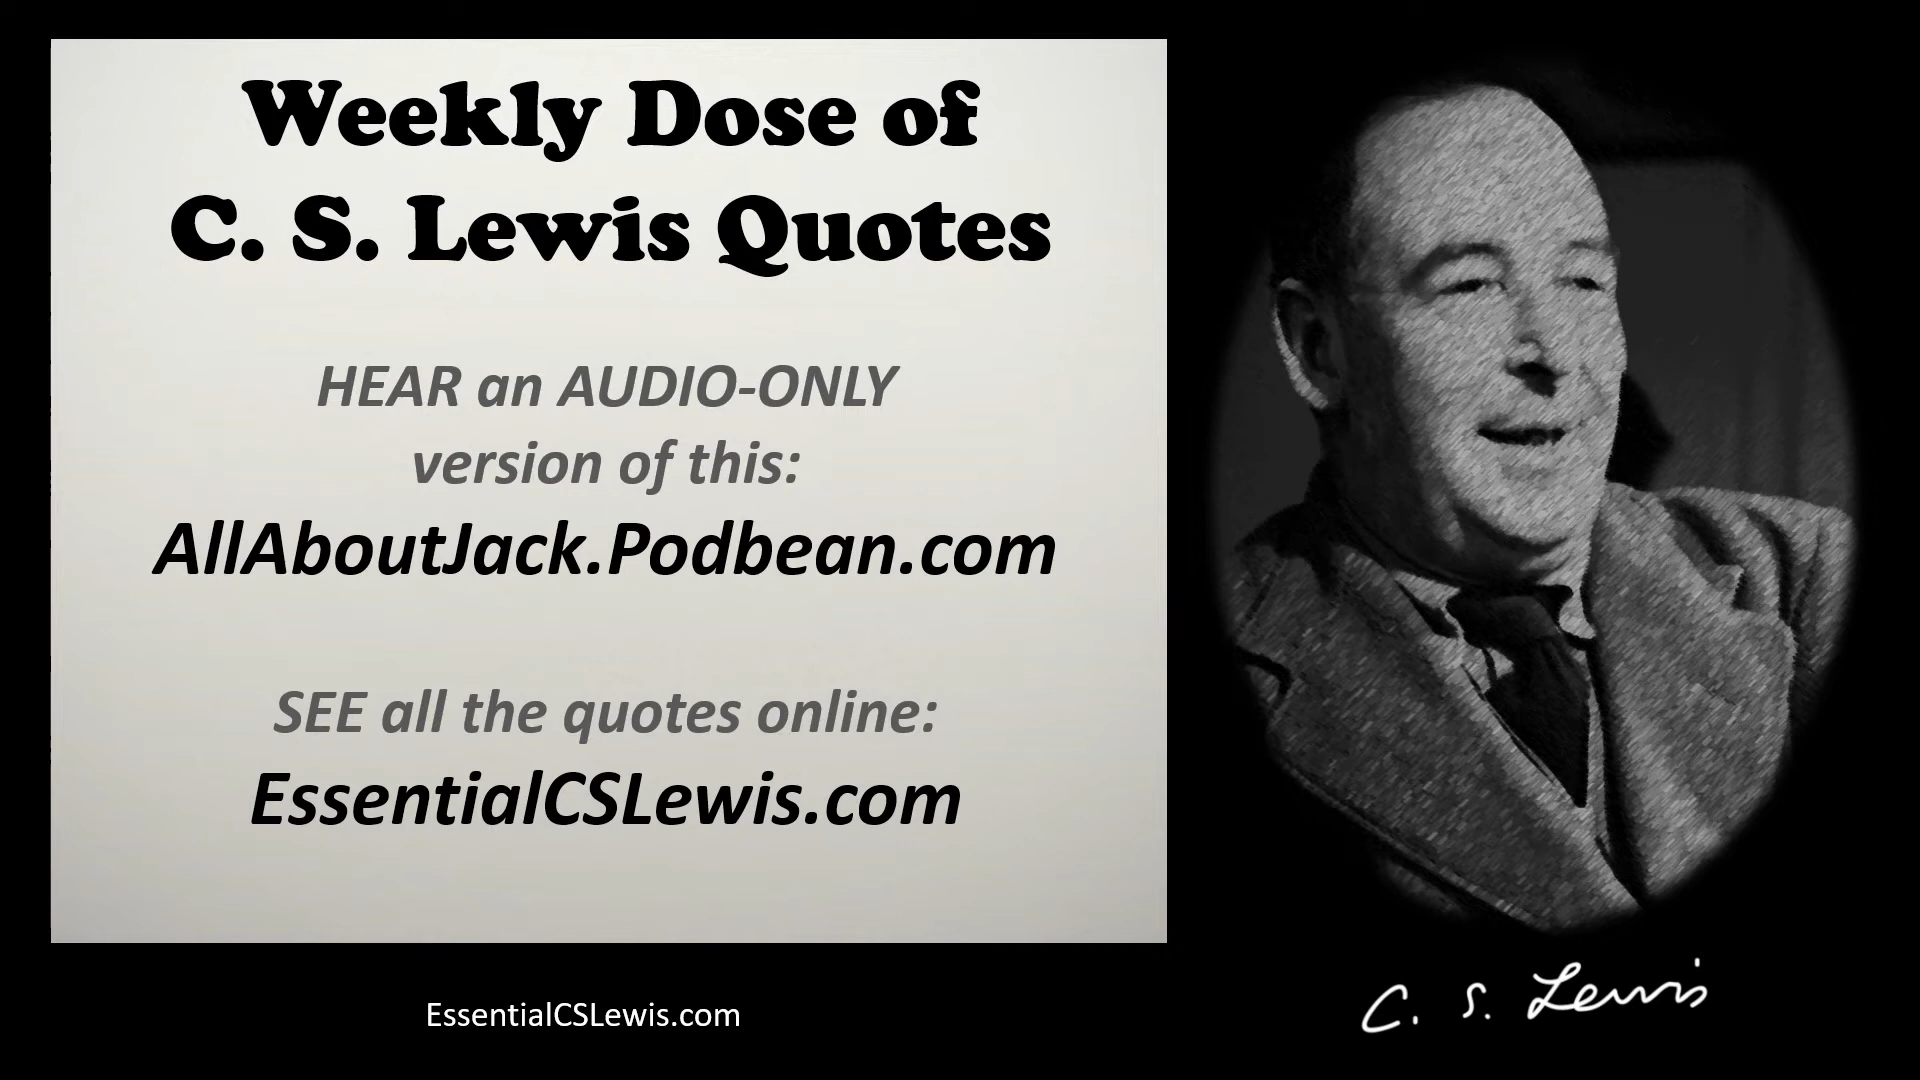 Weekly Dose of
C. S. Lewis Quotes
HEAR an AUDIO-ONLY
version of this:
AllAboutJack.Podbean.com
SEE all the quotes online:
EssentialCSLewis.com
EssentialCSLewis.com
C. S. Lewis